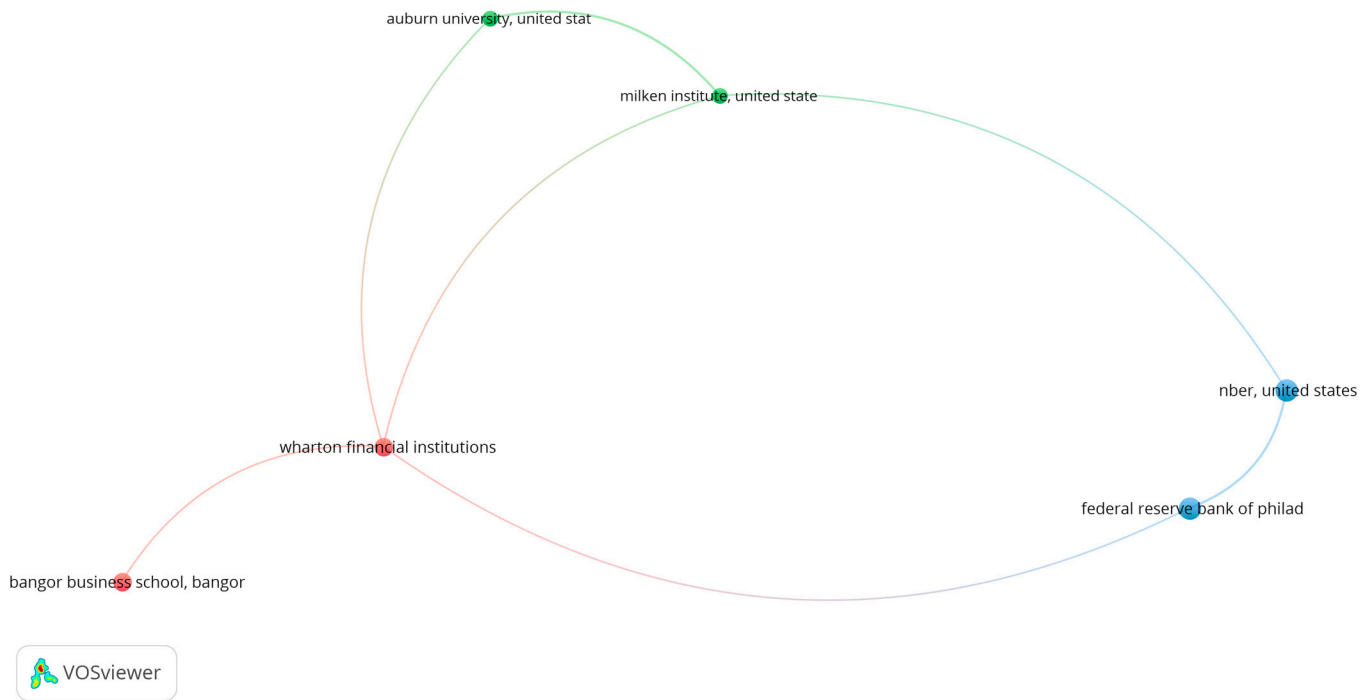 auburn university, united stat
milken institute, united state
nber, united states
wharton financial institutions
federal reserve bank of philad
bangor business school, bangor
VOSviewer